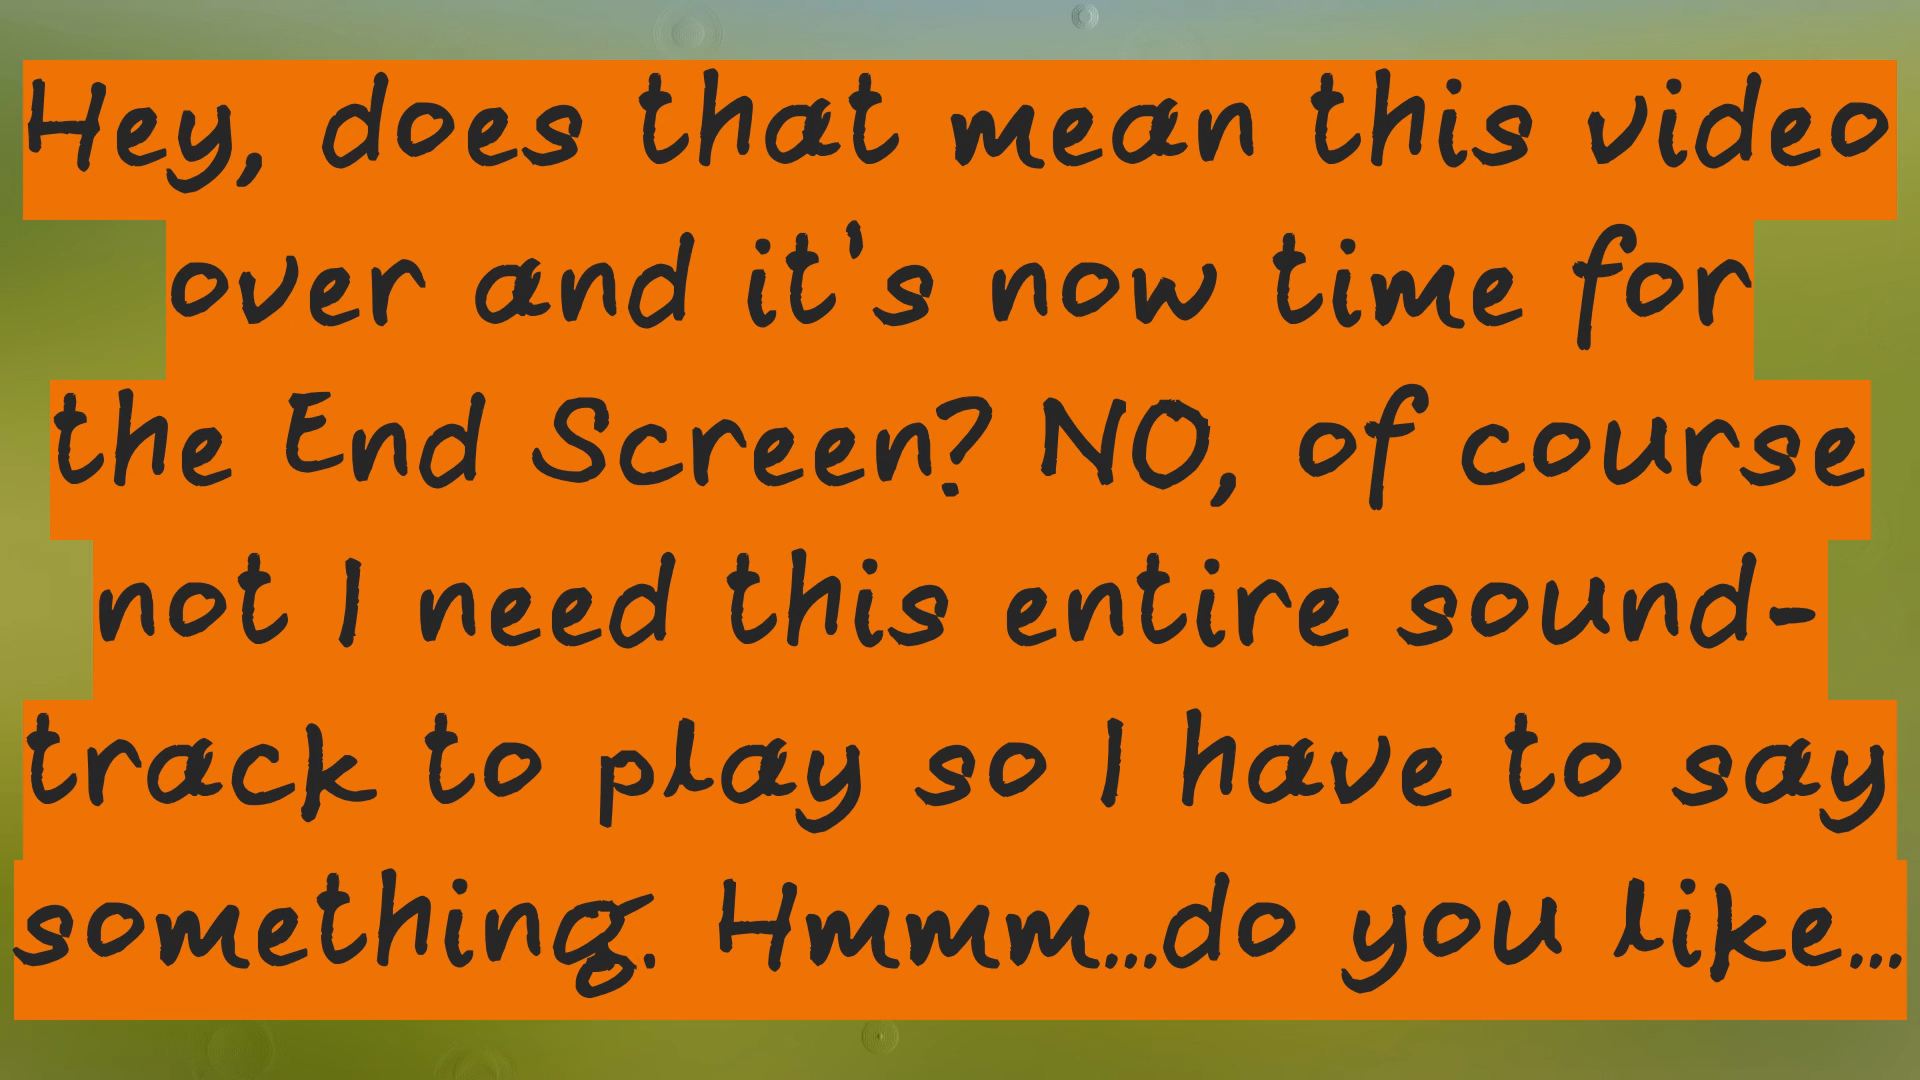 Hey, does that mean this video
over and it's now time for
the End Screen? NO, of course
not I need this entire sound-
track to play so I have to say
something. Hmmm...do you like...